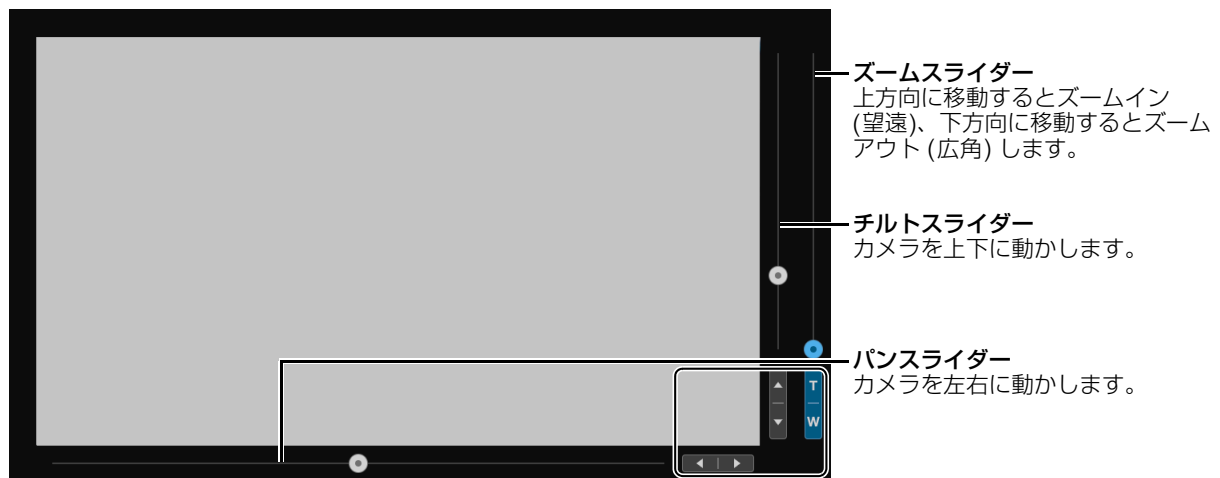 ズームスライダー
上方向に移動するとズームイン
(望遠)、下方向に移動するとズーム
アウト (広角) します。
チルトスライダー
カメラを上下に動かします。
パンスライダー
カメラを左右に動かします。
T
W